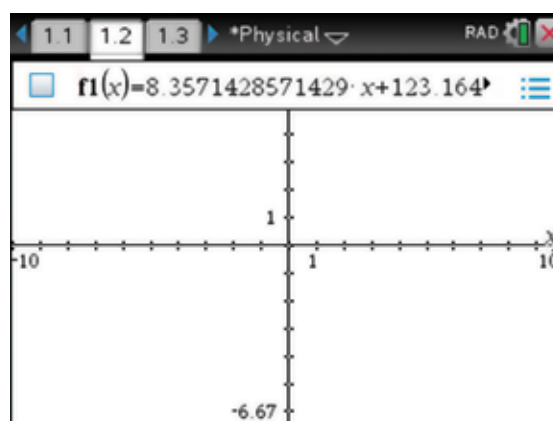 1.1 1.2 1.3 *Physical RAD
f1(x)=8.3571428571429· x+123.164
1
x
-10 1 10
-6.67